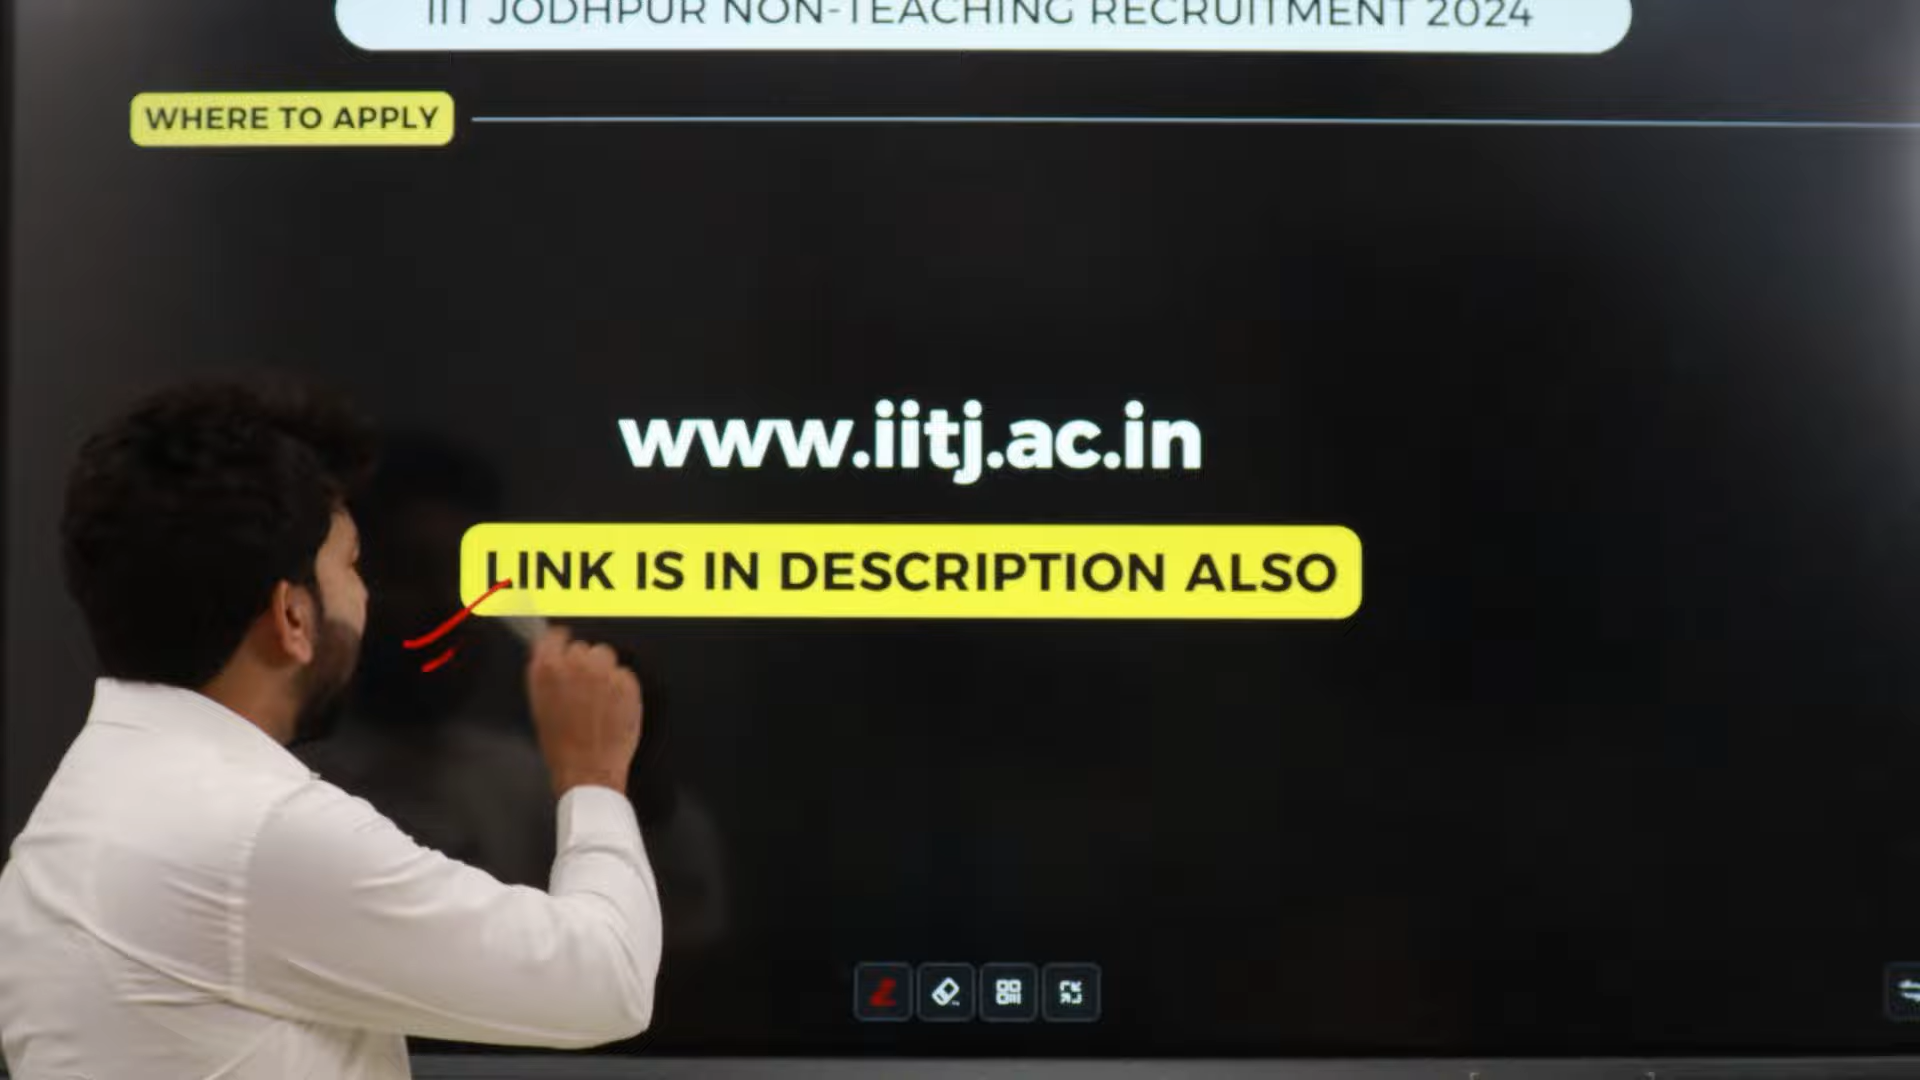 IIT JODHPUR NON-TEACHING RECRUITMENT 2024
WHERE TO APPLY
www.iitj.ac.in
LINK IS IN DESCRIPTION ALSO